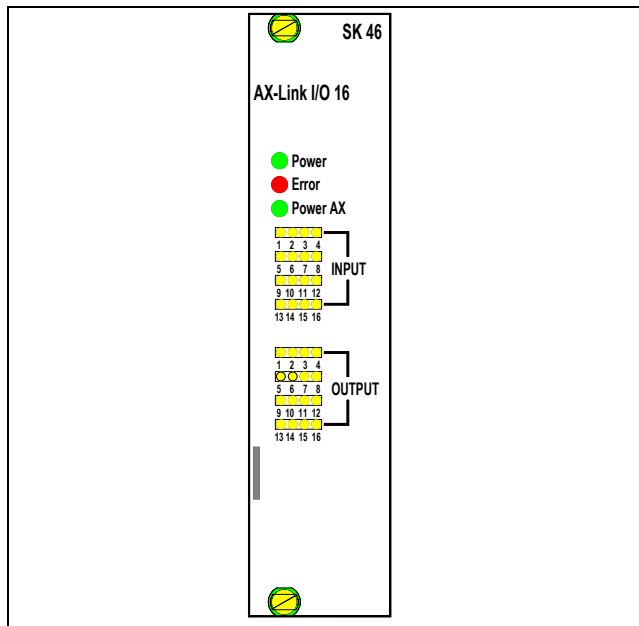 SK 46
AX-Link I/O 16
Power
Error
Power AX
1 2 3 4
5 6 7 8
INPUT
9 10 11 12
13 14 15 16
1 2 3 4
5 6 7 8
OUTPUT
9 10 11 12
13 14 15 16